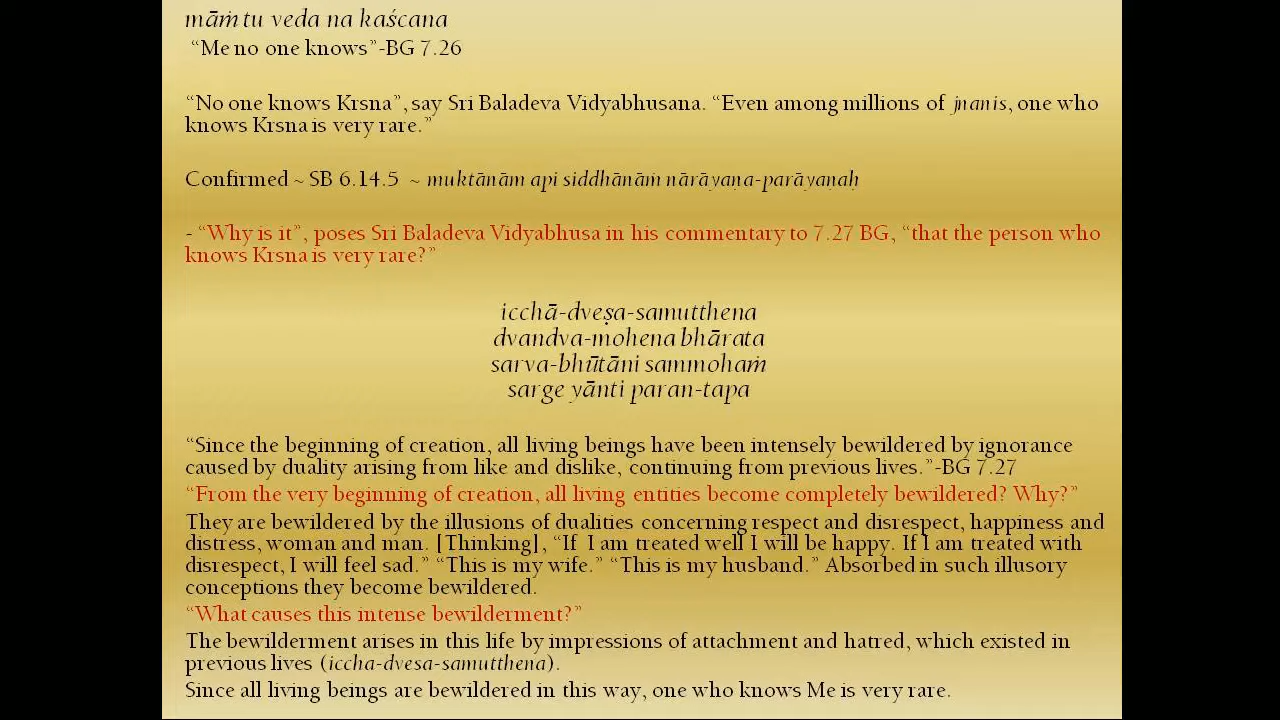 māṁ tu veda na kaścana
“Me no one knows”-BG 7.26
“No one knows Krsna”, say Sri Baladeva Vidyabhusana. “Even among millions of jnanis, one who
knows Krsna is very rare.”
Confirmed ~ SB 6.14.5 ~ muktānām api siddhānāṁ nārāyaṇa-parāyaṇaḥ
- “Why is it”, poses Sri Baladeva Vidyabhusa in his commentary to 7.27 BG, “that the person who
knows Krsna is very rare?”
icchā-dveṣa-samutthena
dvandva-mohena bhārata
sarva-bhūtāni sammohaṁ
sarge yānti paran-tapa
“Since the beginning of creation, all living beings have been intensely bewildered by ignorance
caused by duality arising from like and dislike, continuing from previous lives.”-BG 7.27
“From the very beginning of creation, all living entities become completely bewildered? Why?”
They are bewildered by the illusions of dualities concerning respect and disrespect, happiness and
distress, woman and man. [Thinking], “If I am treated well I will be happy. If I am treated with
disrespect, I will feel sad.” “This is my wife.” “This is my husband.” Absorbed in such illusory
conceptions they become bewildered.
“What causes this intense bewilderment?”
The bewilderment arises in this life by impressions of attachment and hatred, which existed in
previous lives (iccha-dvesa-samutthena).
Since all living beings are bewildered in this way, one who knows Me is very rare.